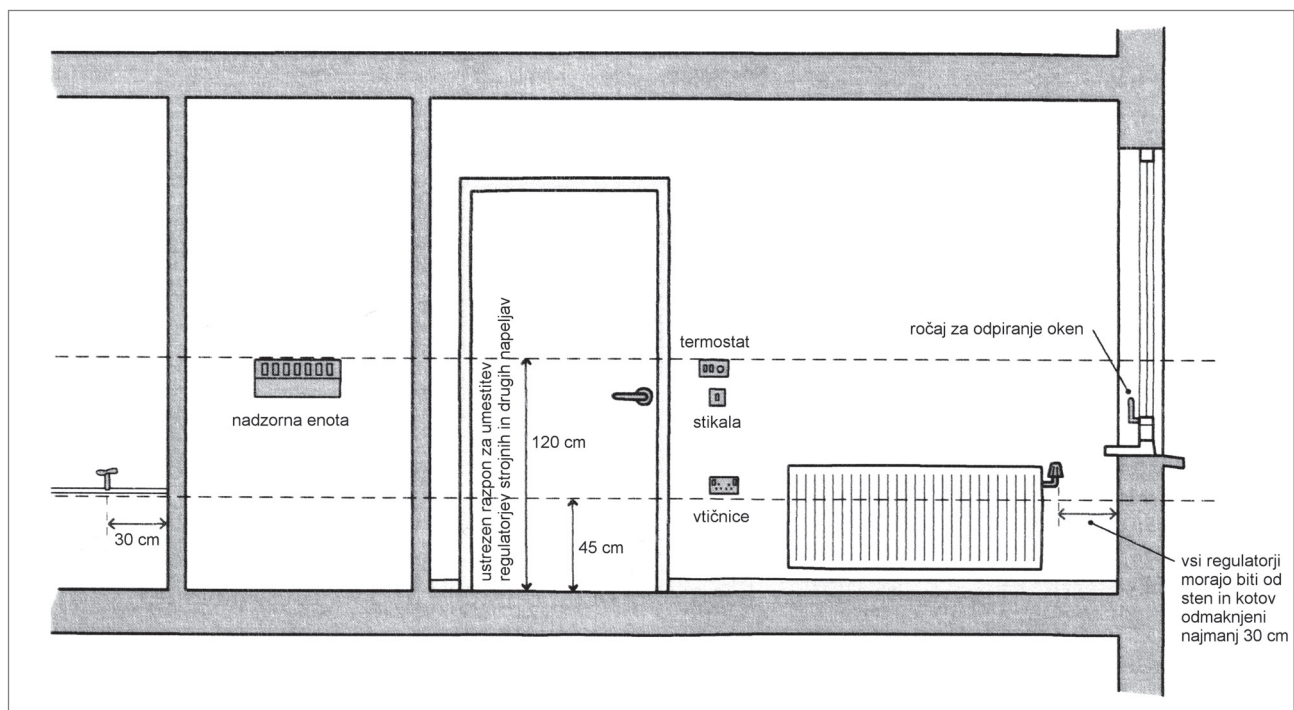 nadzorna enota
30 cm
ustrezen razpon za umestitev
regulatorjev strojnih in drugih napeljav
120 cm
45 cm
termostat
stikala
vtičnice
ročaj za odpiranje oken
vsi regulatorji
morajo biti od
sten in kotov
odmaknjeni
najmanj 30 cm